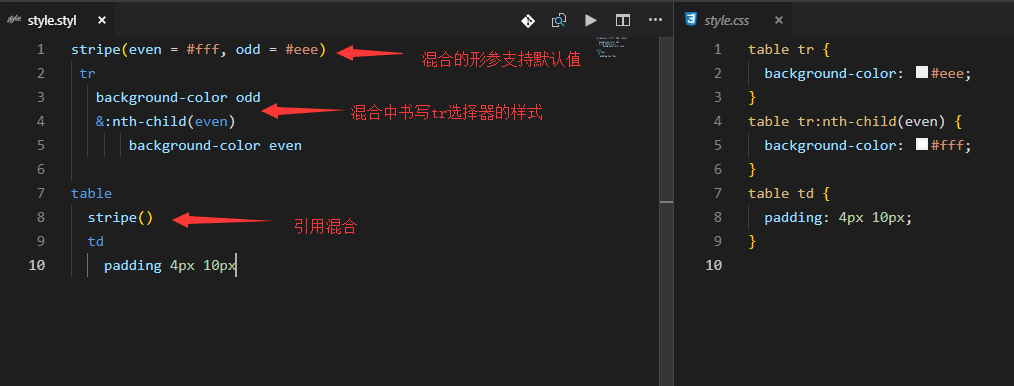 style.styl
style.css
1 stripe(even = #fff, odd = #eee)
混合的形参支持默认值
2 tr
3 background-color odd
混合中书写tr选择器的样式
4 &:nth-child(even)
5 background-color even
6
7 table
8 stripe()
引用混合
9 td
10 padding 4px 10px
1 table tr {
2 background-color: #eee;
3 }
4 table tr:nth-child(even) {
5 background-color: #fff;
6 }
7 table td {
8 padding: 4px 10px;
9 }
10